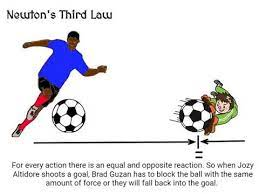 Newton's Third Law
=
For every action there is an equal and opposite reaction. So when Jozy
Altidore shoots a goal, Brad Guzan has to block the ball with the same
amount of force or they will fall back into the goal.